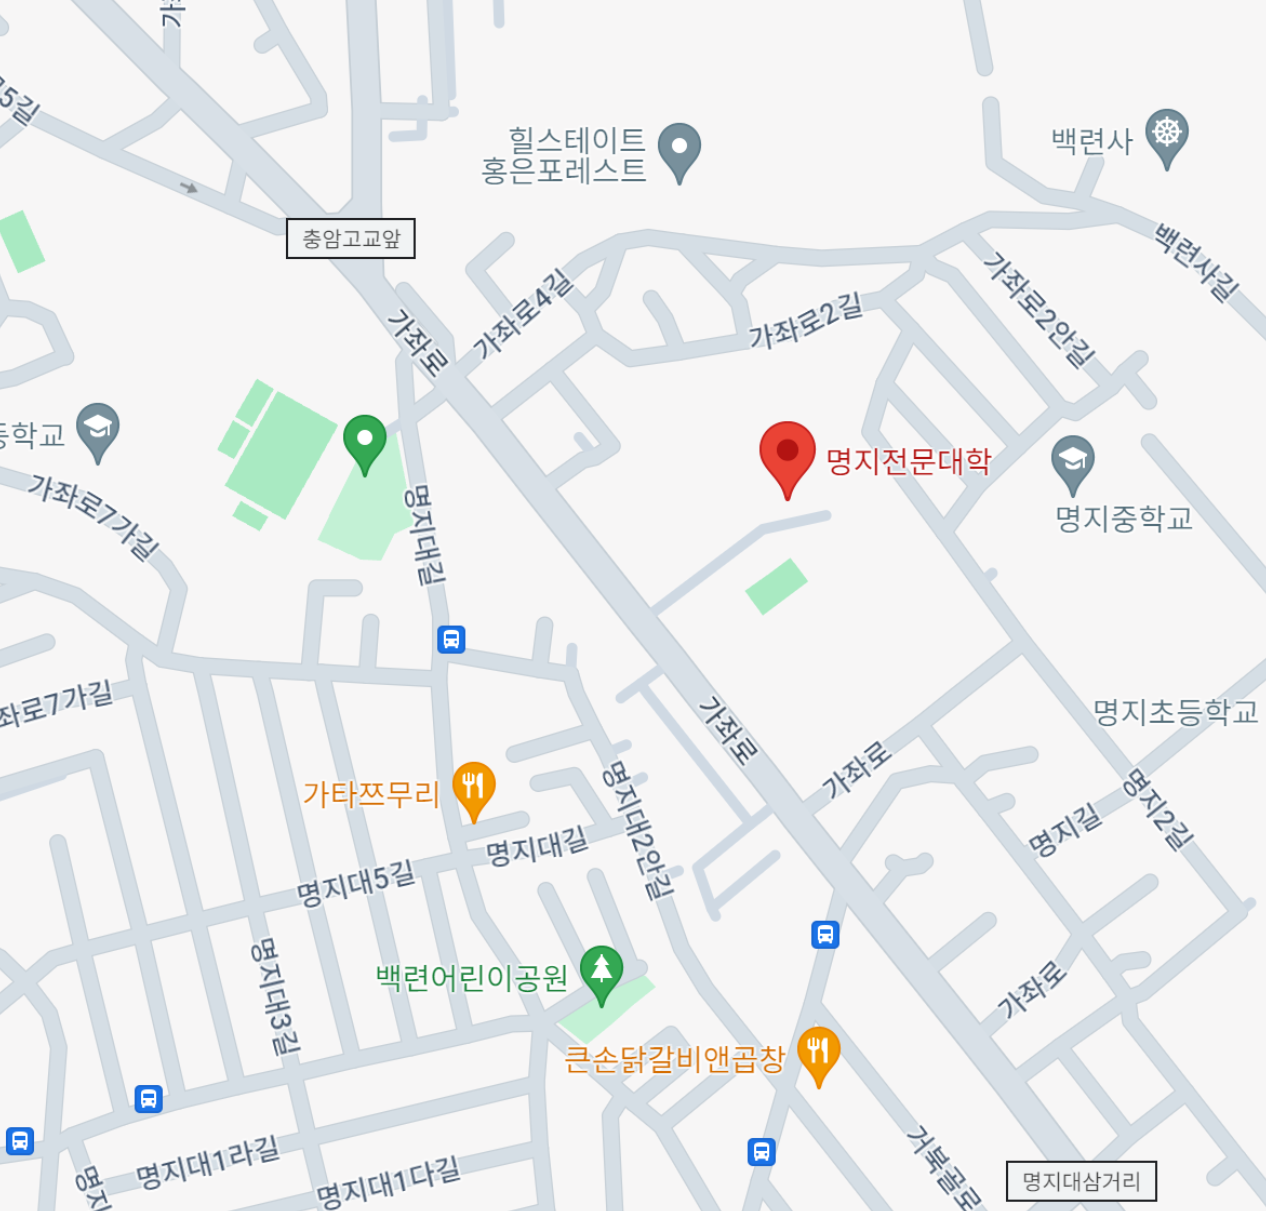 5길
힐스테이트
홍은포레스트
백련사
충암고교앞
백련사길
가좌로4길
가좌로2안길
가좌로
가좌로2길
등학교
명지전문대학
가좌로7가길
명지대길
명지중학교
좌로7가길
가좌로
명지초등학교
가타쯔무리
명지대2안길
가좌로
명지2길
명지길
명지대길
명지대5길
백련어린이공원
명지대3길
가좌로
큰손닭갈비앤곱창
명지대1라길
명지대1다길
명지
거북골로
명지대삼거리